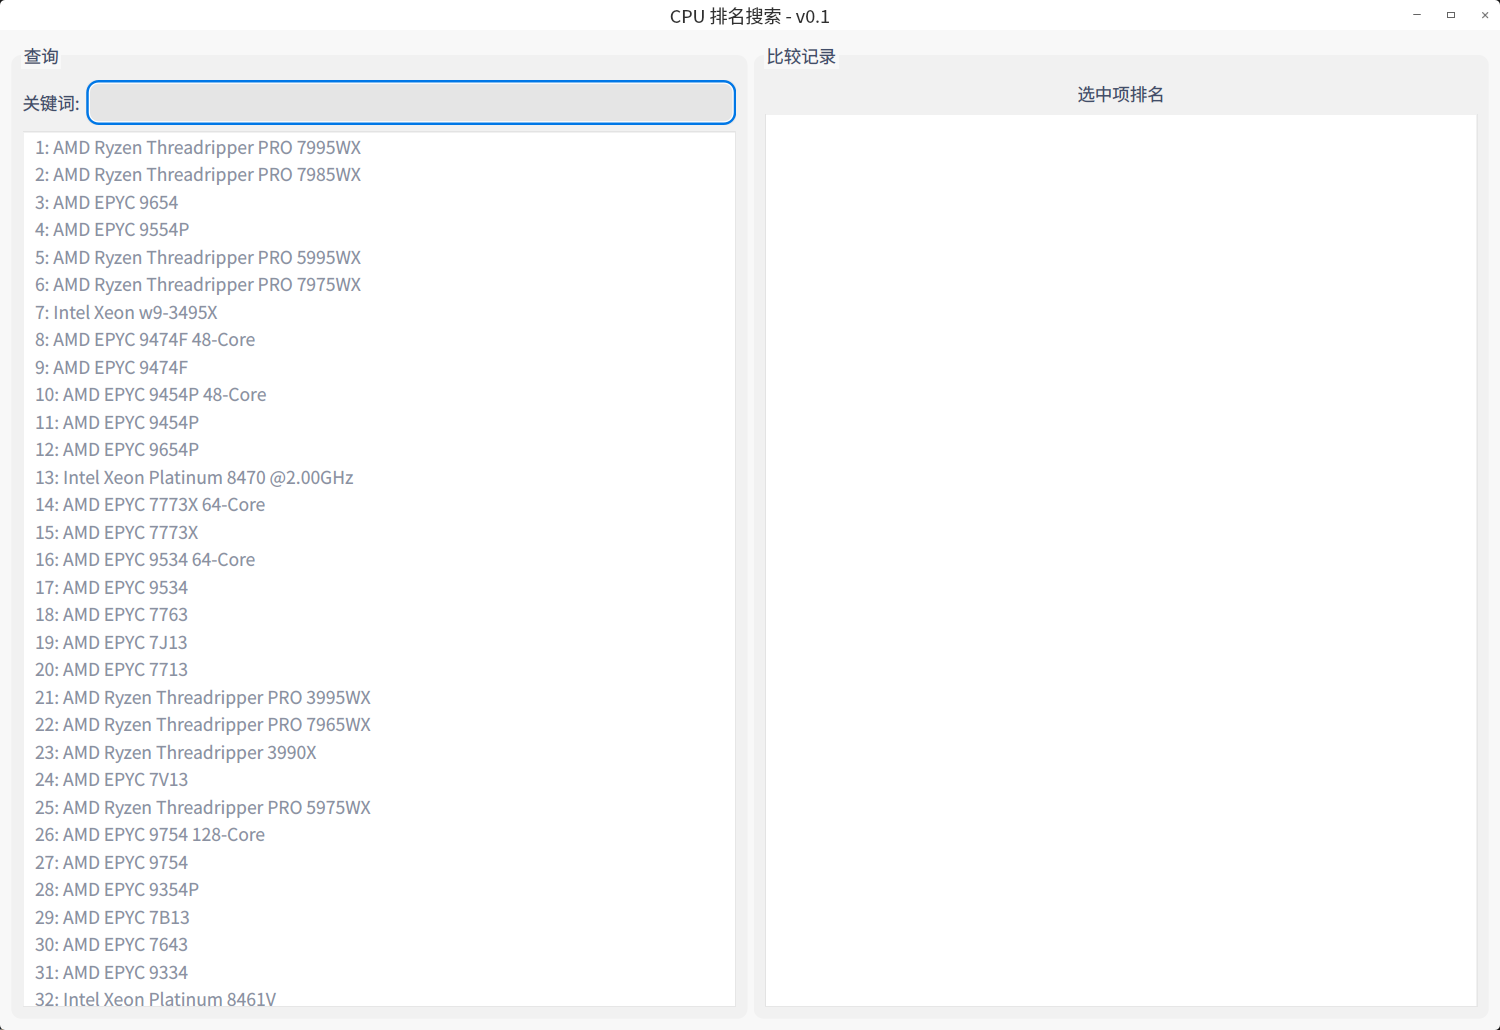 CPU 排名搜索 - v0.1
查询
关键词:
1: AMD Ryzen Threadripper PRO 7995WX
2: AMD Ryzen Threadripper PRO 7985WX
3: AMD EPYC 9654
4: AMD EPYC 9554P
5: AMD Ryzen Threadripper PRO 5995WX
6: AMD Ryzen Threadripper PRO 7975WX
7: Intel Xeon w9-3495X
8: AMD EPYC 9474F 48-Core
9: AMD EPYC 9474F
10: AMD EPYC 9454P 48-Core
11: AMD EPYC 9454P
12: AMD EPYC 9654P
13: Intel Xeon Platinum 8470 @2.00GHz
14: AMD EPYC 7773X 64-Core
15: AMD EPYC 7773X
16: AMD EPYC 9534 64-Core
17: AMD EPYC 9534
18: AMD EPYC 7763
19: AMD EPYC 7J13
20: AMD EPYC 7713
21: AMD Ryzen Threadripper PRO 3995WX
22: AMD Ryzen Threadripper PRO 7965WX
23: AMD Ryzen Threadripper 3990X
24: AMD EPYC 7V13
25: AMD Ryzen Threadripper PRO 5975WX
26: AMD EPYC 9754 128-Core
27: AMD EPYC 9754
28: AMD EPYC 9354P
29: AMD EPYC 7B13
30: AMD EPYC 7643
31: AMD EPYC 9334
32: Intel Xeon Platinum 8461V
比较记录
选中项排名